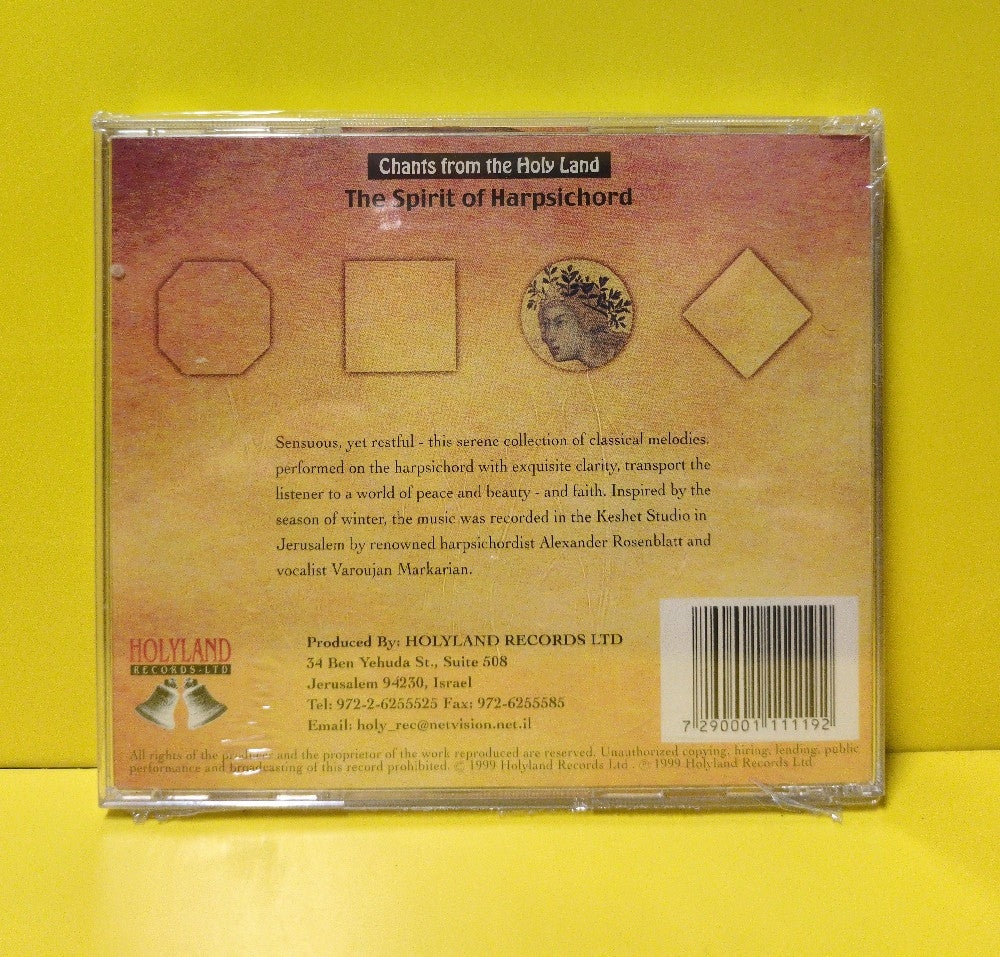 Chants from the Holy Land
The Spirit of Harpsichord
Sensuous, yet restful - this serene collection of classical melodies,
performed on the harpsichord with exquisite clarity, transport the
listener to a world of peace and beauty - and faith. Inspired by the
season of winter, the music was recorded in the Keshet Studio in
Jerusalem by renowned harpsichordist Alexander Rosenblatt and
vocalist Varoujan Markarian.
HOLYLAND
RECORDS-LTD
Produced By: HOLYLAND RECORDS LTD
34 Ben Yehuda St., Suite 508
Jerusalem 94230, Israel
Tel: 972-2-6255525 Fax: 972-6255585
Email: holy_rec@netvision.net.il
7 290001 111192
All rights of the producer and the proprietor of the work reproduced are reserved. Unauthorized copying, hiring, lending, public
performance and broadcasting of this record prohibited. © 1999 Holyland Records Ltd . ℗ 1999 Holyland Records Ltd